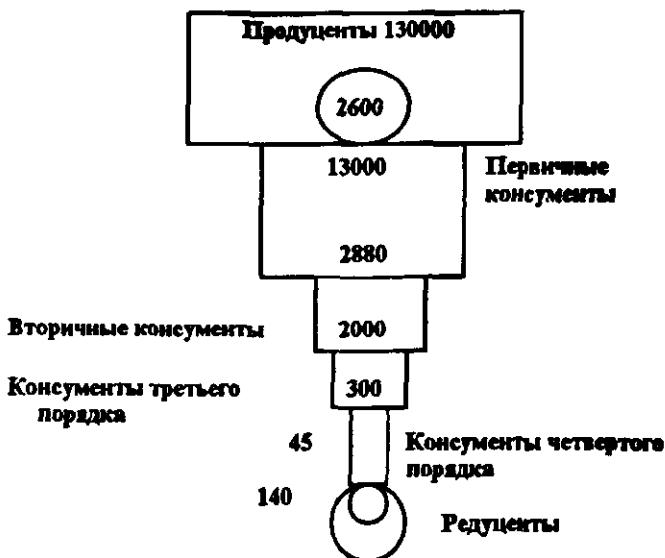 Продуценты 130000
2600
13000
Первичные
консументы
2880
Вторичные консументы
2000
Консументы третьего
порядка
300
45
Консументы четвертого
порядка
140
Редуценты